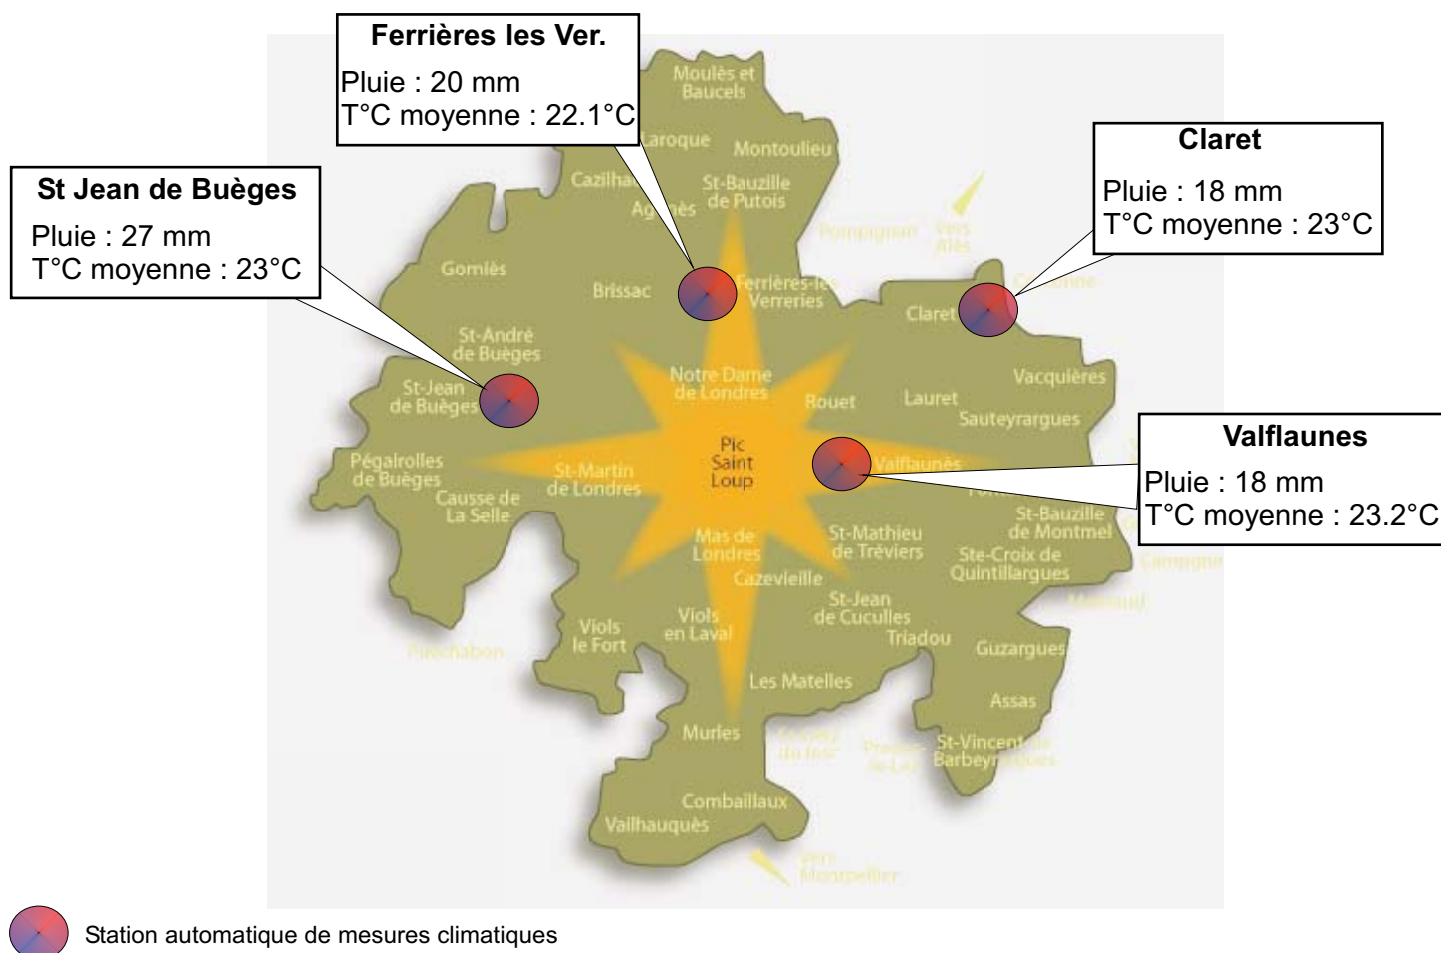 Ferrières les Ver.
Pluie : 20 mm
T°C moyenne : 22.1°C
Claret
Pluie : 18 mm
T°C moyenne : 23°C
St Jean de Buèges
Pluie : 27 mm
T°C moyenne : 23°C
Valflaunes
Pluie : 18 mm
T°C moyenne : 23.2°C
Moulès et
Baucels
Laroque
Montoulieu
St-Bauzille
de Putois
Pompignan
Vers
Alès
Gorniès
Brissac
Ferrières-les
Verreries
Claret
St-André
de Buèges
St-Jean
de Buèges
Notre Dame
de Londres
Rouet
Lauret
Vacquières
Sauteyrargues
Pic
Saint
Loup
Valflaunès
Pégairolles
de Buèges
St-Martin
de Londres
Causse de
La Selle
St-Bauzille
de Montmel
St-Mathieu
de Tréviers
Ste-Croix de
Quintillargues
Mas de
Londres
Cazevieille
St-Jean
de Cuculles
Viols
le Fort
Viols
en Laval
Triadou
Guzargues
Puéchabon
Les Matelles
Assas
Murles
St-Vincent de
Combaillaux
Vailhauquès
Vers
Montpellier
Station automatique de mesures climatiques